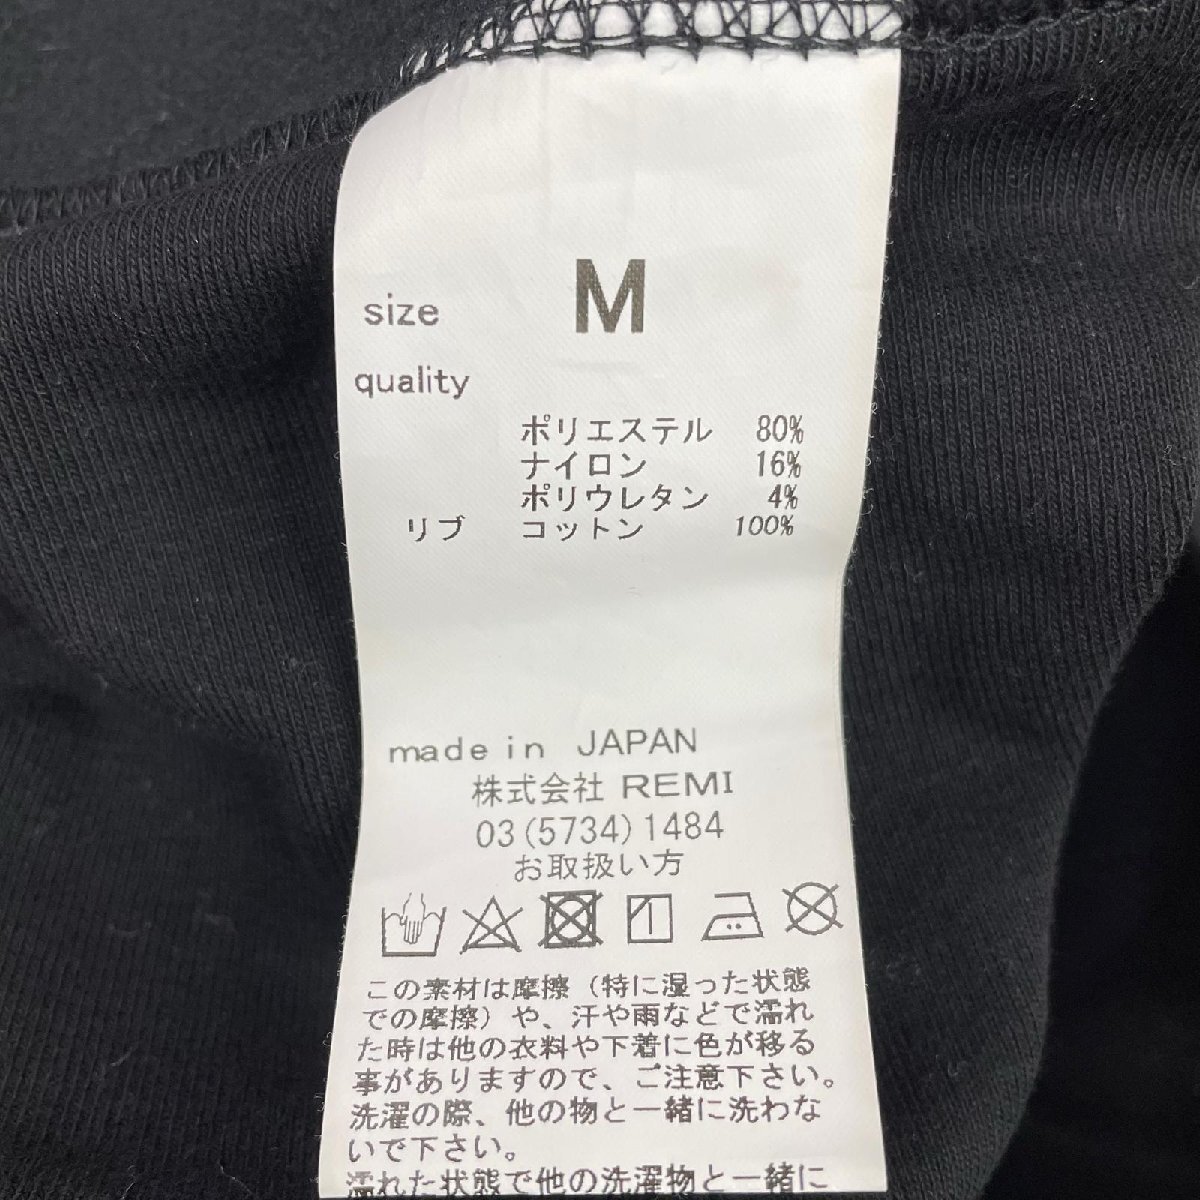 size M
quality
ポリエステル 80%
ナイロン 16%
ポリウレタン 4%
リブ コットン 100%
made in JAPAN
株式会社 REMI
03(5734)1484
お取扱い方
この素材は摩擦（特に湿った状態
での摩擦）や、汗や雨などで濡れ
た時は他の衣料や下着に色が移る
事がありますので、ご注意下さい。
洗濯の際、他の物と一緒に洗わな
いで下さい。
濡れた状態で他の洗濯物と一緒に